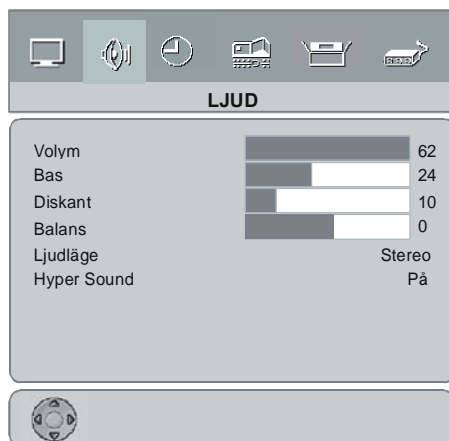 LJUD
Volym 62
Bas 24
Diskant 10
Balans 0
Ljudläge Stereo
Hyper Sound På